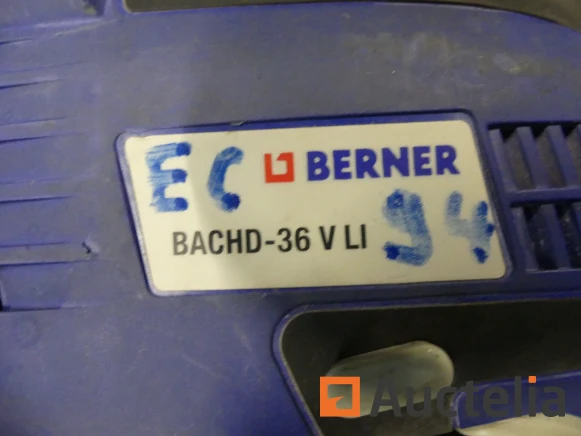 EC BERNER
BACHD-36 V LI 94
Auctelia